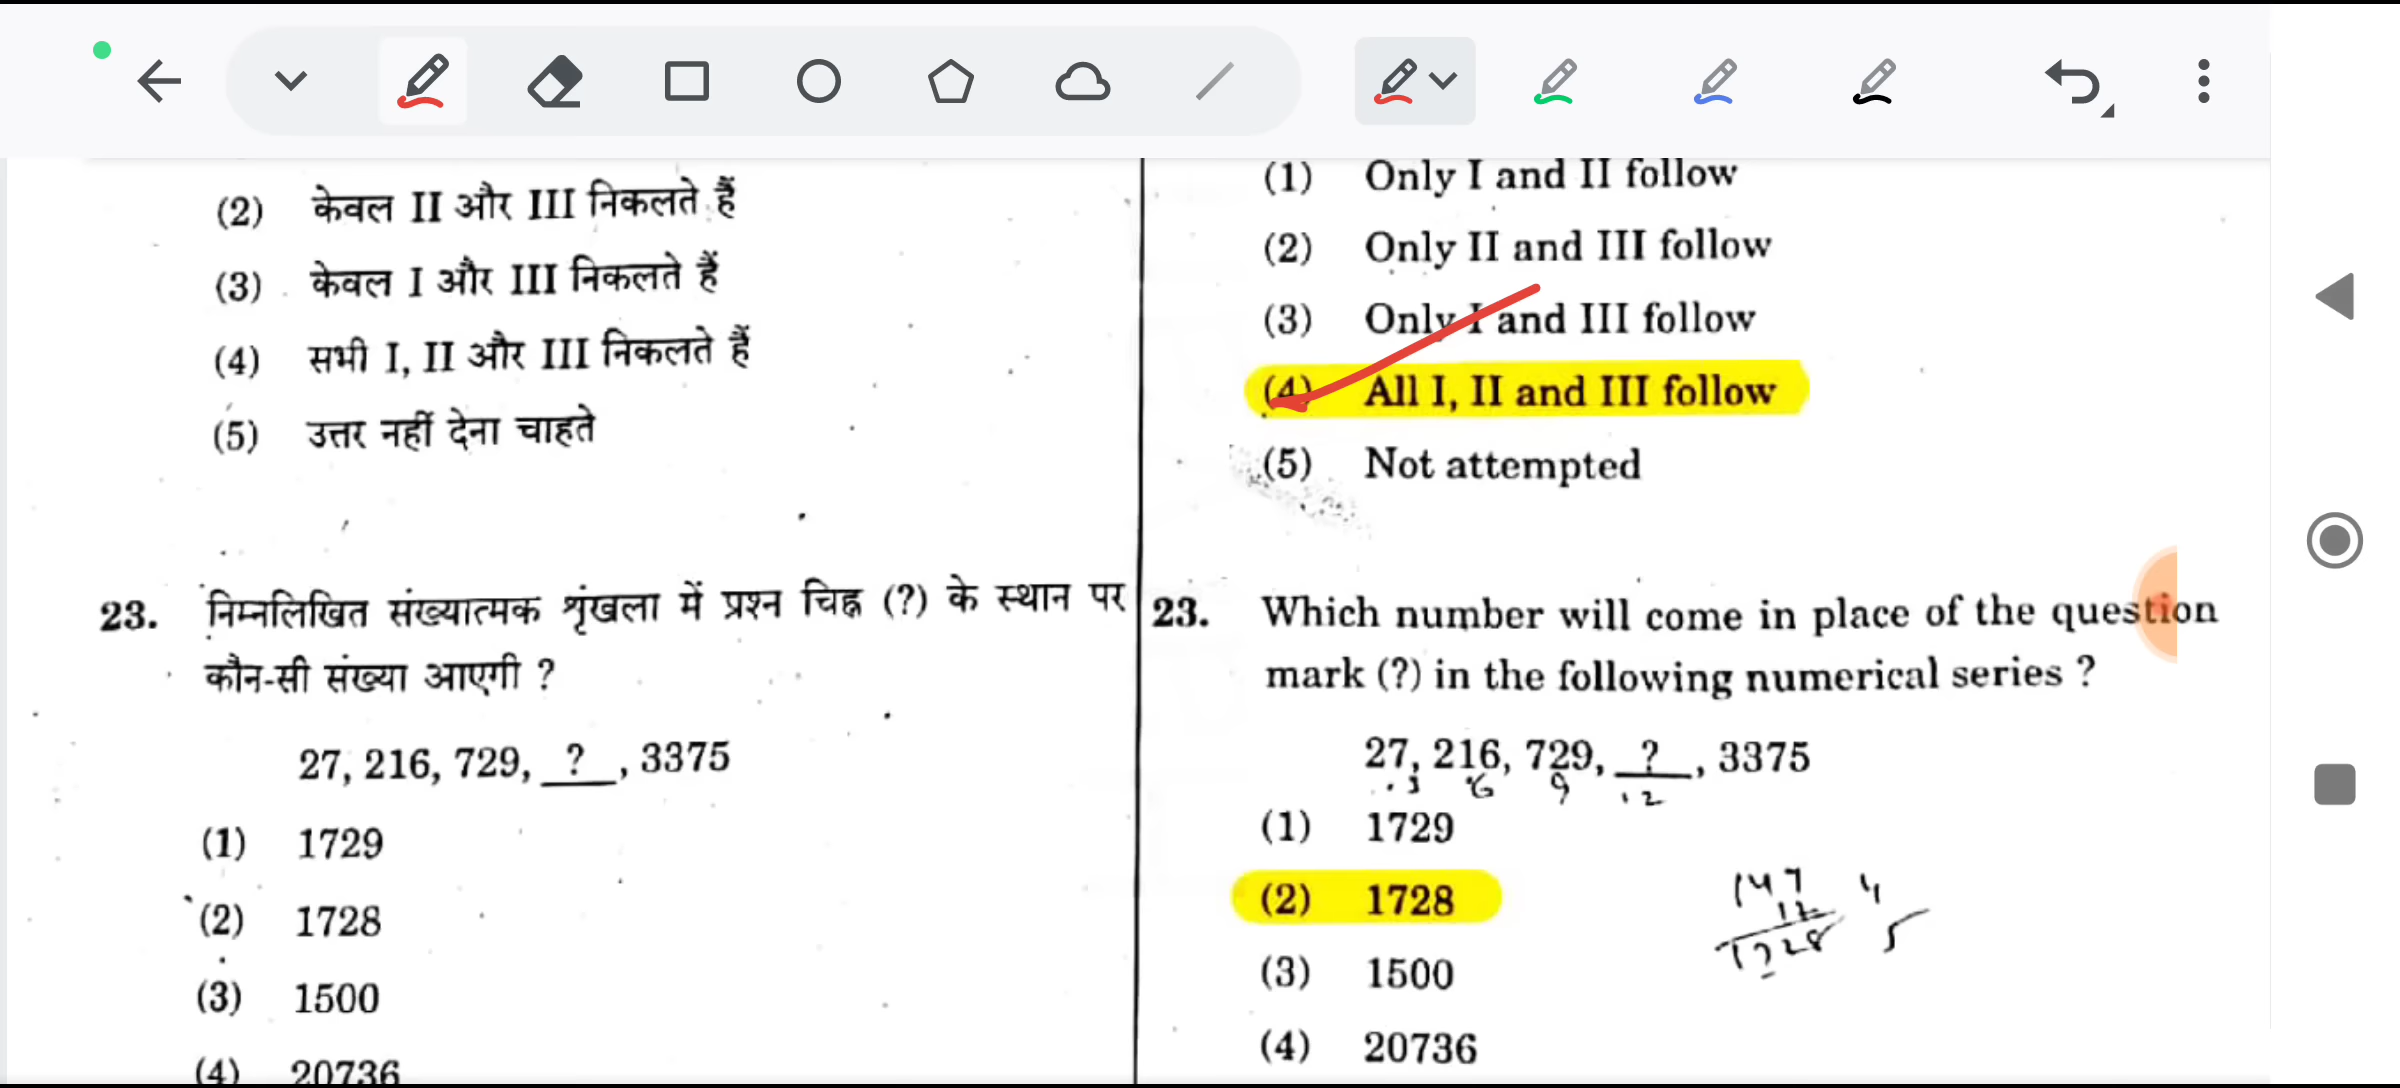 (2) केवल II और III निकलते हैं
(3) केवल I और III निकलते हैं
(4) सभी I, II और III निकलते हैं
(5) उत्तर नहीं देना चाहते
23. निम्नलिखित संख्यात्मक श्रृंखला में प्रश्न चिह्न (?) के स्थान पर
कौन-सी संख्या आएगी ?
27, 216, 729, ? , 3375
(1) 1729
(2) 1728
(3) 1500
(4) 20736
(1) Only I and II follow
(2) Only II and III follow
(3) Only I and III follow
(4) All I, II and III follow
(5) Not attempted
23. Which number will come in place of the question
mark (?) in the following numerical series ?
27, 216, 729, ? , 3375
3 6 9 12
(1) 1729
(2) 1728
(3) 1500
(4) 20736
12
1728